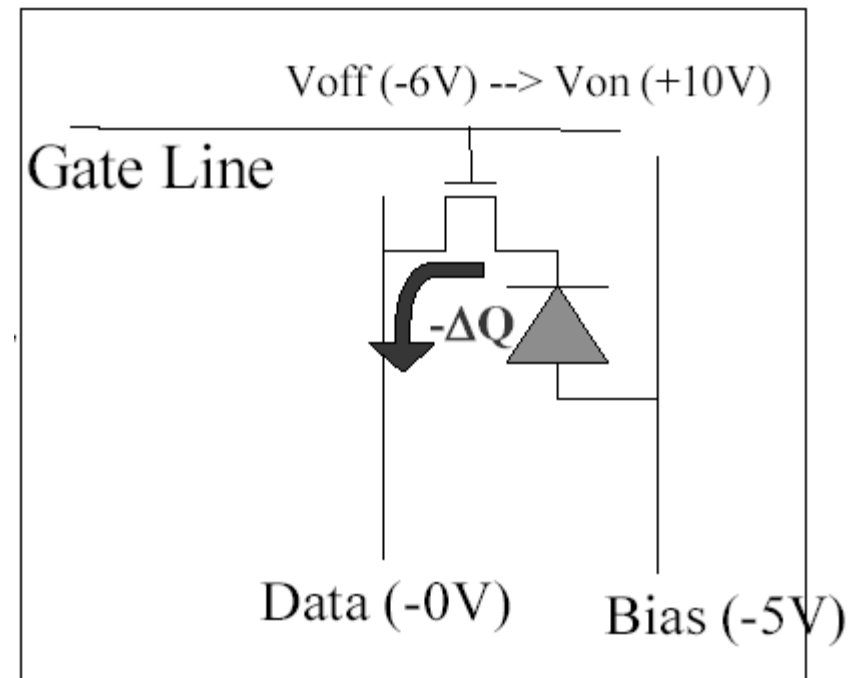 Voff (-6V) --> Von (+10V)
Gate Line
-ΔQ
Data (-0V)
Bias (-5V)